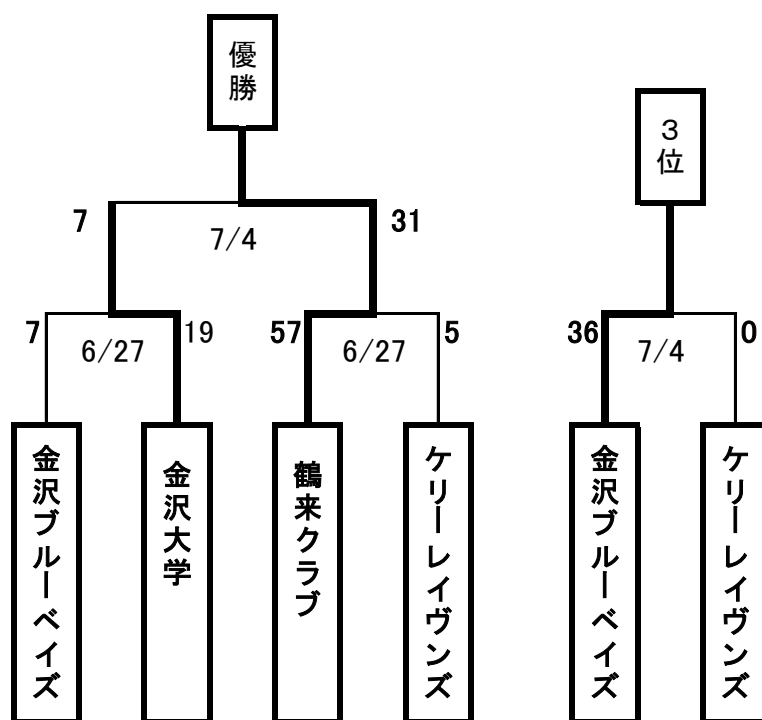 優勝
3位
7
31
7/4
7
6/27
19
57
6/27
5
36
7/4
0
金沢ブルーベイズ
金沢大学
鶴来クラブ
ケリーレイヴンズ
金沢ブルーベイズ
ケリーレイヴンズ